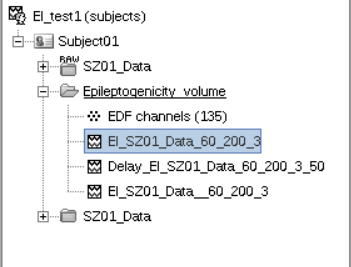 EI_test1 (subjects)
Subject01
RAW SZ01_Data
Epileptogenicity_volume
EDF channels (135)
EI_SZ01_Data_60_200_3
Delay_EI_SZ01_Data_60_200_3_50
EI_SZ01_Data__60_200_3
SZ01_Data